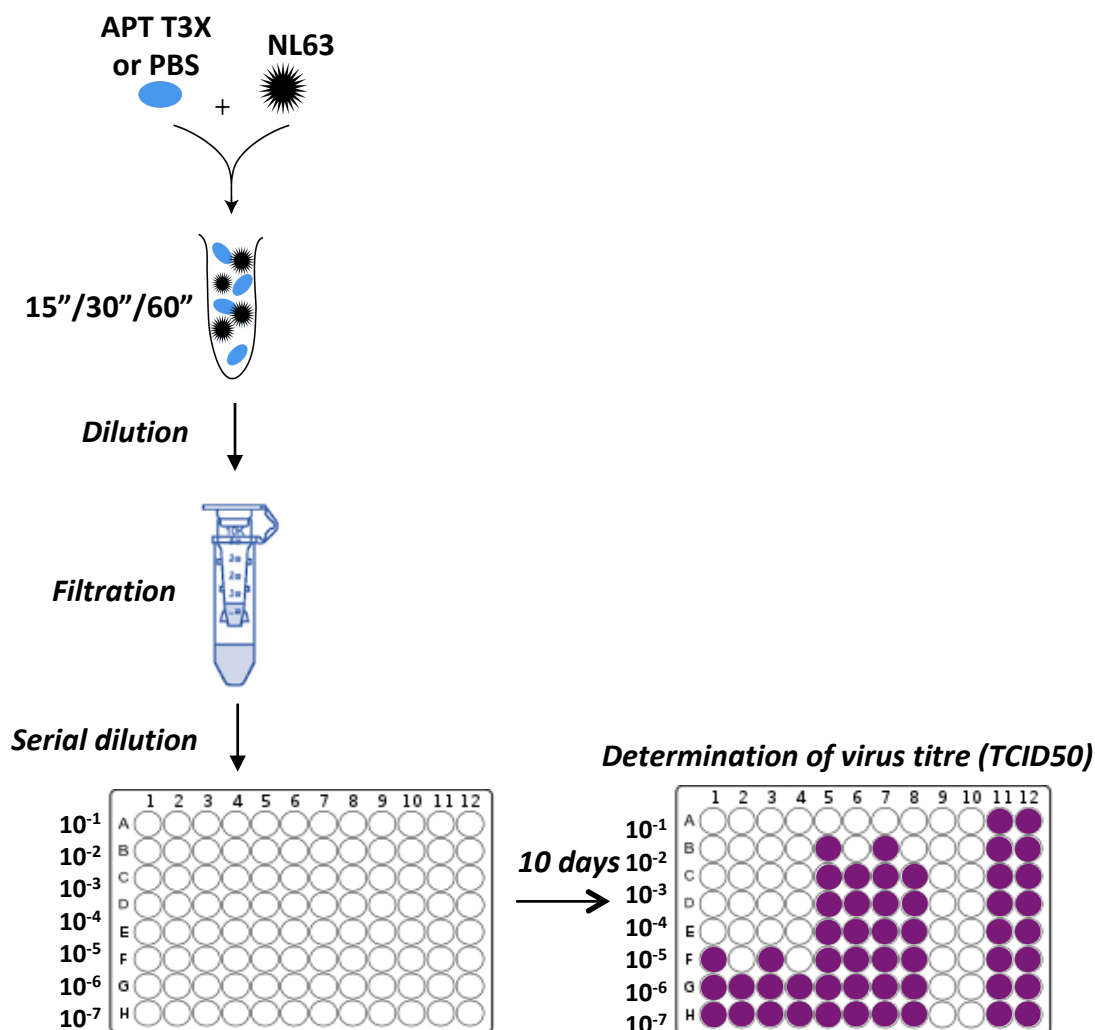 APT T3X
or PBS
NL63
+
15”/30”/60”
Dilution
10K
Filtration
Serial dilution
Determination of virus titre (TCID50)
1 2 3 4 5 6 7 8 9 10 11 12
A
B
C
D
E
F
G
H
10⁻¹
10⁻²
10⁻³
10⁻⁴
10⁻⁵
10⁻⁶
10⁻⁷
10 days
1 2 3 4 5 6 7 8 9 10 11 12
A
B
C
D
E
F
G
H
10⁻¹
10⁻²
10⁻³
10⁻⁴
10⁻⁵
10⁻⁶
10⁻⁷